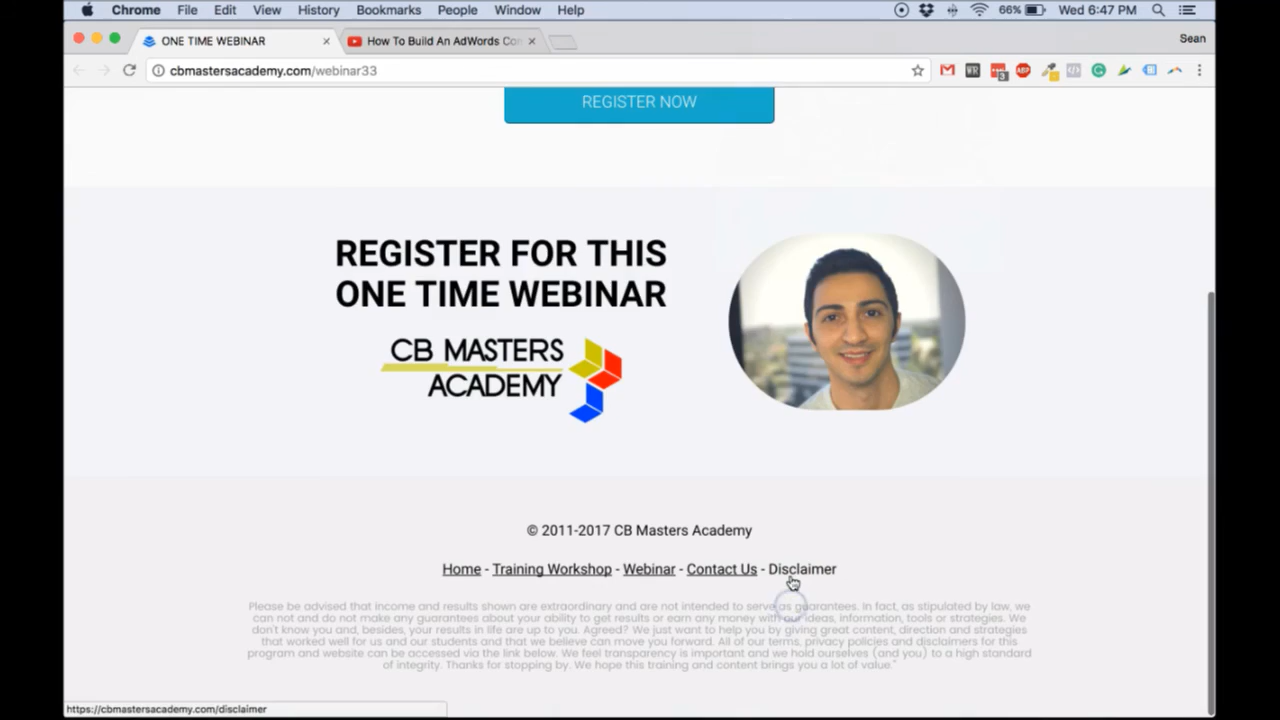 Chrome File Edit View History Bookmarks People Window Help 66% Wed 6:47 PM
ONE TIME WEBINAR How To Build An AdWords Co Sean
cbmastersacademy.com/webinar33
REGISTER NOW
REGISTER FOR THIS
ONE TIME WEBINAR
CB MASTERS
ACADEMY
© 2011-2017 CB Masters Academy
Home - Training Workshop - Webinar - Contact Us - Disclaimer
Please be advised that income and results shown are extraordinary and are not intended to serve as guarantees. In fact, as stipulated by law, we
can not and do not make any guarantees about your ability to get results or earn any money with our ideas, information, tools or strategies. We
don't know you and, besides, your results in life are up to you. Agreed? We just want to help you by giving great content, direction and strategies
that worked well for us and our students and that we believe can move you forward. All of our terms, privacy policies and disclaimers for this
program and website can be accessed via the link below. We feel transparency is important and we hold ourselves (and you) to a high standard
of integrity. Thanks for stopping by. We hope this training and content brings you a lot of value."
https://cbmastersacademy.com/disclaimer